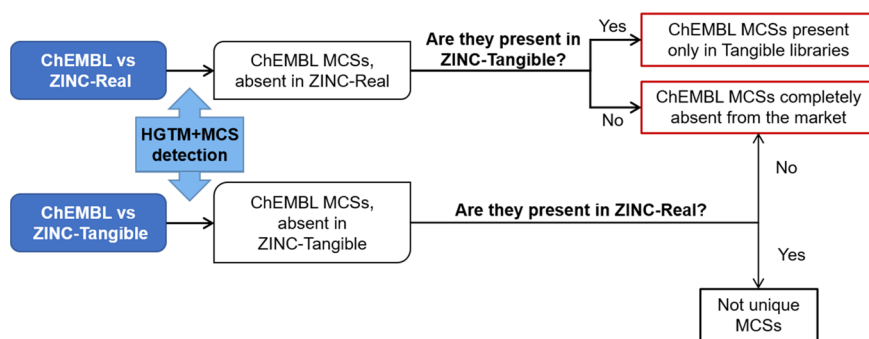 ChEMBL vs
ZINC-Real
ChEMBL MCSs,
absent in ZINC-Real
Are they present in
ZINC-Tangible?
Yes
No
ChEMBL MCSs present
only in Tangible libraries
ChEMBL MCSs completely
absent from the market
HGTM+MCS
detection
ChEMBL vs
ZINC-Tangible
ChEMBL MCSs,
absent in
ZINC-Tangible
Are they present in ZINC-Real?
No
Yes
Not unique
MCSs